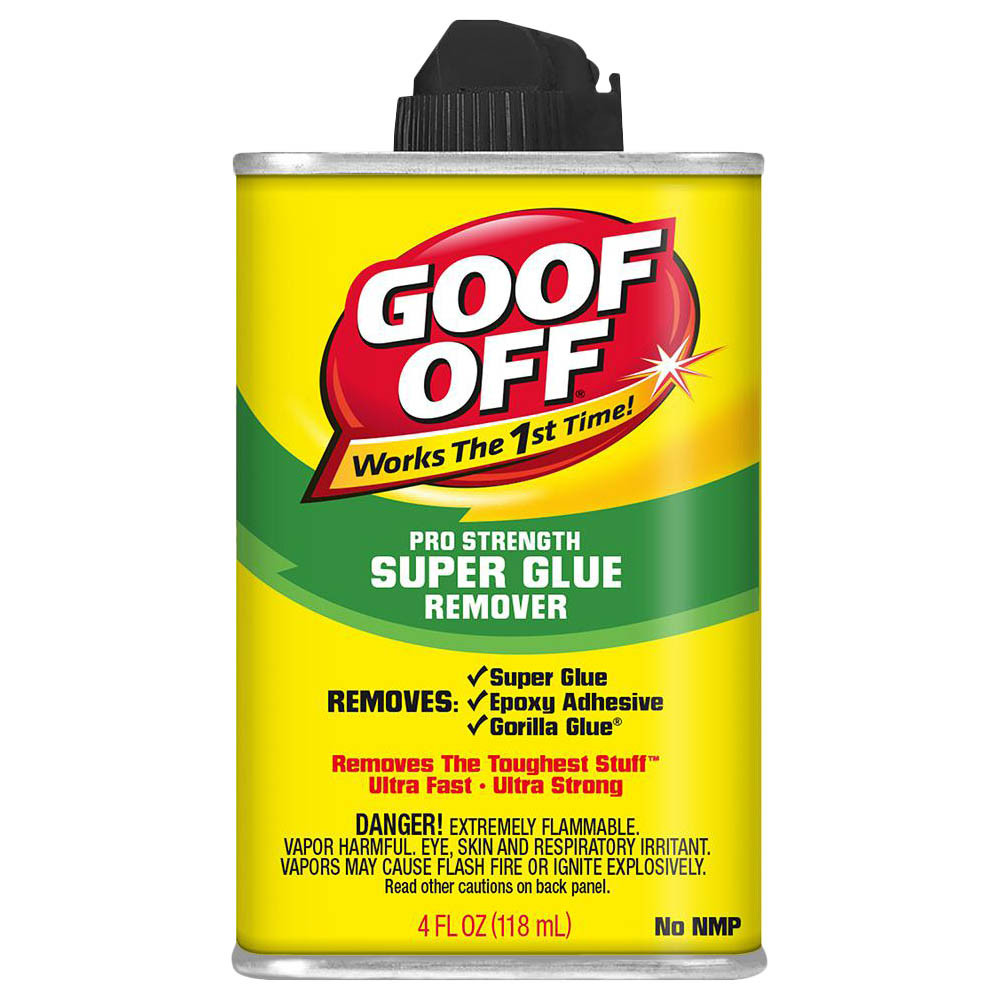 GOOF
OFF®
Works The 1st Time!
PRO STRENGTH
SUPER GLUE
REMOVER
REMOVES:
✓Super Glue
✓Epoxy Adhesive
✓Gorilla Glue®
Removes The Toughest Stuff™
Ultra Fast • Ultra Strong
DANGER! EXTREMELY FLAMMABLE.
VAPOR HARMFUL. EYE, SKIN AND RESPIRATORY IRRITANT.
VAPORS MAY CAUSE FLASH FIRE OR IGNITE EXPLOSIVELY.
Read other cautions on back panel.
4 FL OZ (118 mL)
No NMP